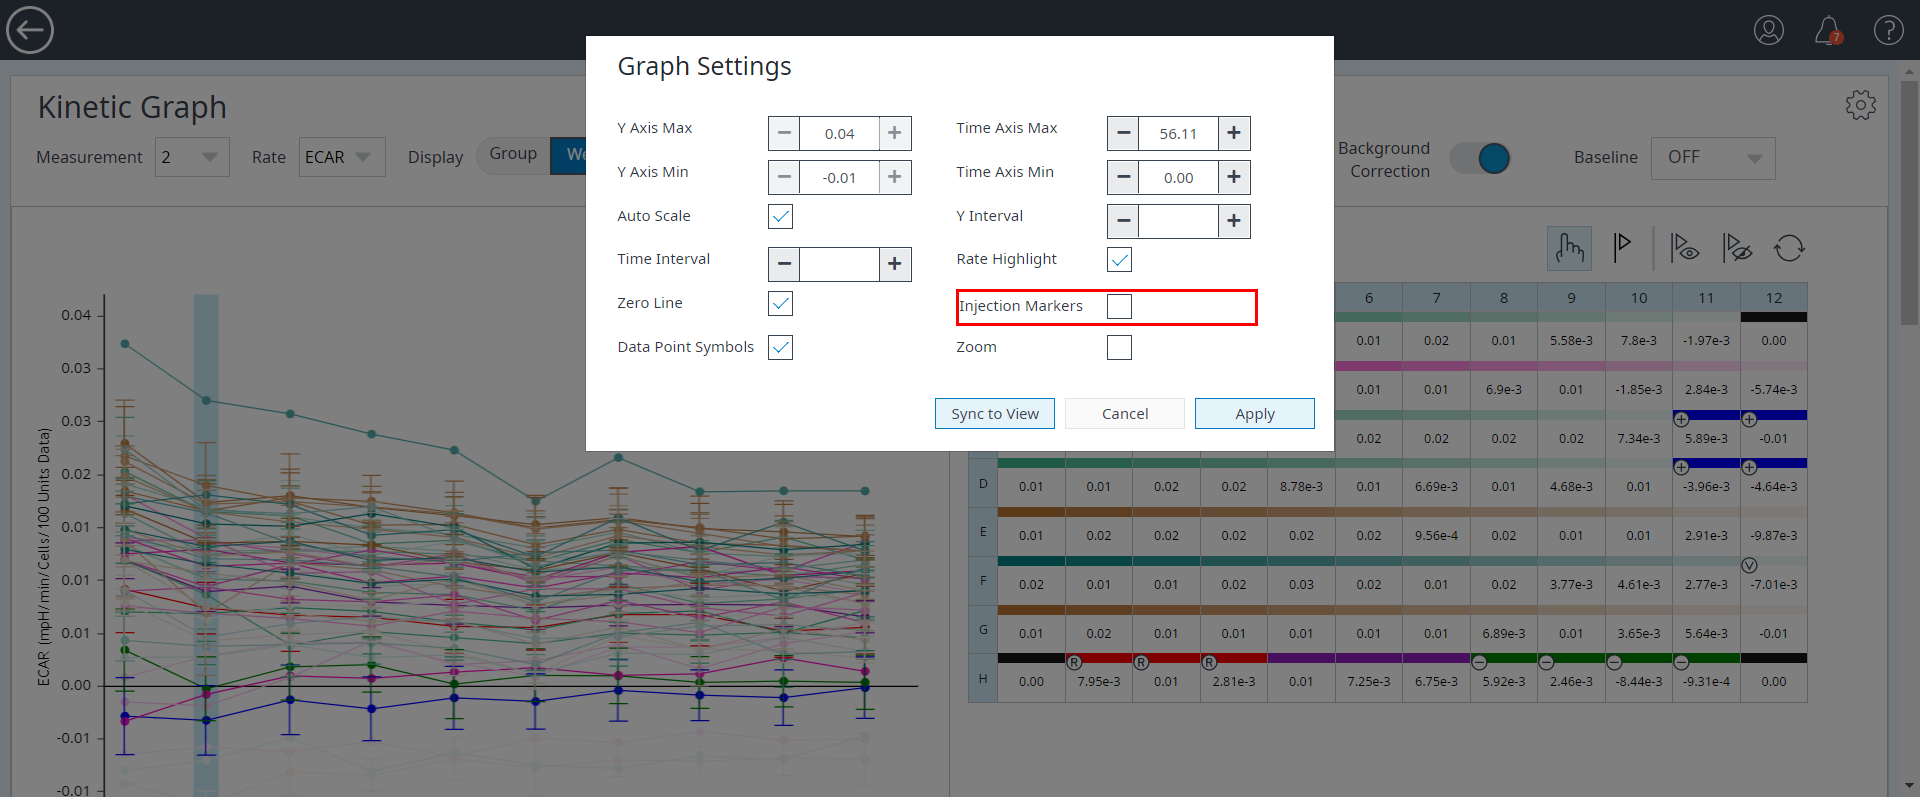 7
?
Kinetic Graph
Measurement 2 Rate ECAR Display Group We Background Correction Baseline OFF
Graph Settings
Y Axis Max − 0.04 + Time Axis Max − 56.11 +
Y Axis Min − -0.01 + Time Axis Min − 0.00 +
Auto Scale Y Interval − +
Time Interval − + Rate Highlight
Zero Line Injection Markers
Data Point Symbols Zoom
Sync to View Cancel Apply
ECAR (mpH/min/Cells/100 Units Data)
0.04
0.03
0.03
0.02
0.01
0.01
0.01
0.00
-0.01
-0.01
6 7 8 9 10 11 12
0.01 0.02 0.01 5.58e-3 7.8e-3 -1.97e-3 0.00
0.01 0.01 6.9e-3 0.01 -1.85e-3 2.84e-3 -5.74e-3
+ +
0.02 0.02 0.02 0.02 7.34e-3 5.89e-3 -0.01
+ +
D 0.01 0.01 0.02 0.02 8.78e-3 0.01 6.69e-3 0.01 4.68e-3 0.01 -3.96e-3 -4.64e-3
E 0.01 0.02 0.02 0.02 0.02 0.02 9.56e-4 0.02 0.01 0.01 2.91e-3 -9.87e-3
V
F 0.02 0.01 0.01 0.02 0.03 0.02 0.01 0.02 3.77e-3 4.61e-3 2.77e-3 -7.01e-3
G 0.01 0.02 0.01 0.01 0.01 0.01 0.01 6.89e-3 0.01 3.65e-3 5.64e-3 -0.01
R R R − − − −
H 0.00 7.95e-3 0.01 2.81e-3 0.01 7.25e-3 6.75e-3 5.92e-3 2.46e-3 -8.44e-3 -9.31e-4 0.00